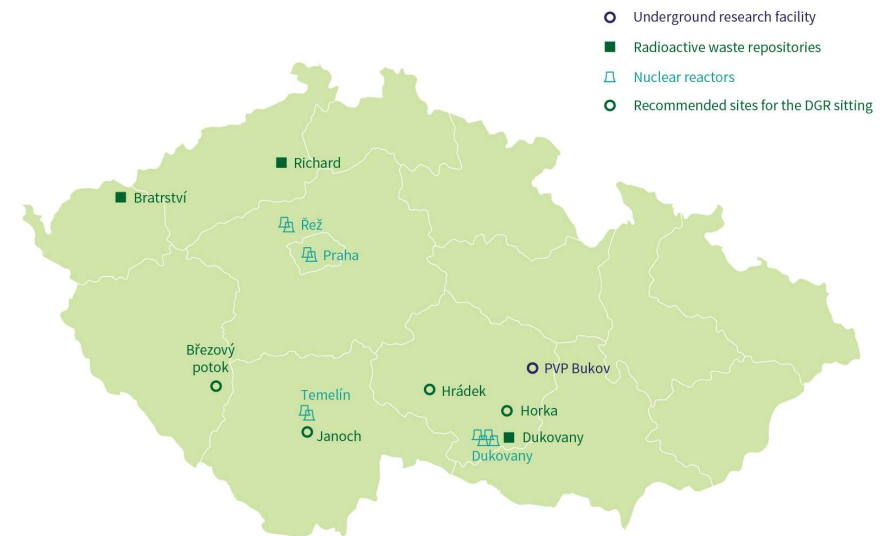 Underground research facility
Radioactive waste repositories
Nuclear reactors
Recommended sites for the DGR sitting
Richard
Bratrství
Řež
Praha
Březový
potok
PVP Bukov
Hrádek
Temelín
Horka
Janoch
Dukovany
Dukovany